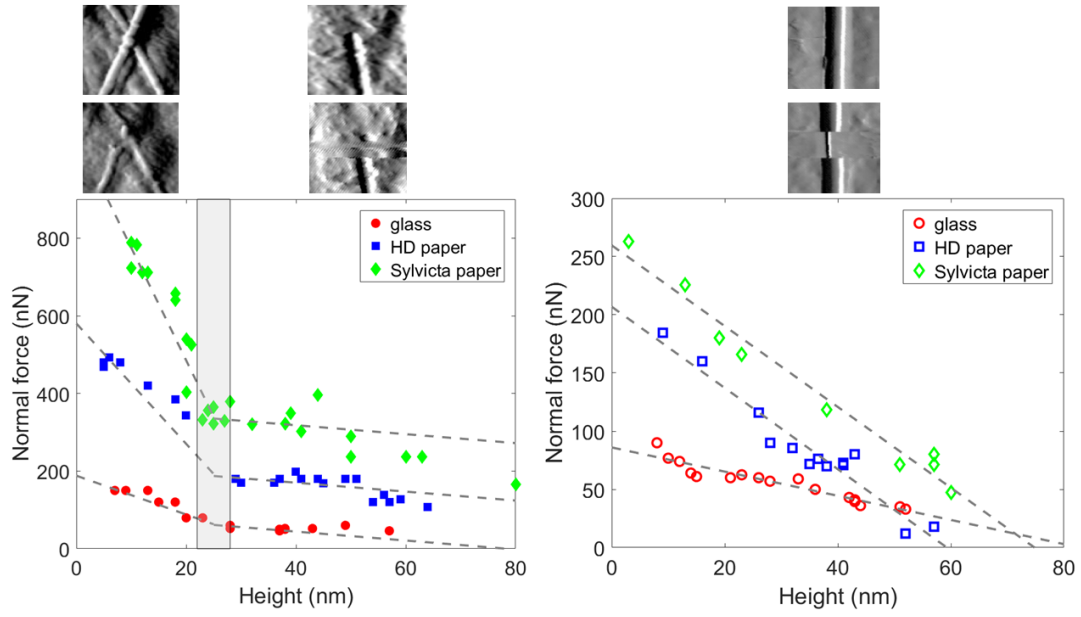 Normal force (nN)
800
600
400
200
0
glass
HD paper
Sylvicta paper
0
20
40
60
80
Height (nm)
Normal force (nN)
300
250
200
150
100
50
0
glass
HD paper
Sylvicta paper
0
20
40
60
80
Height (nm)